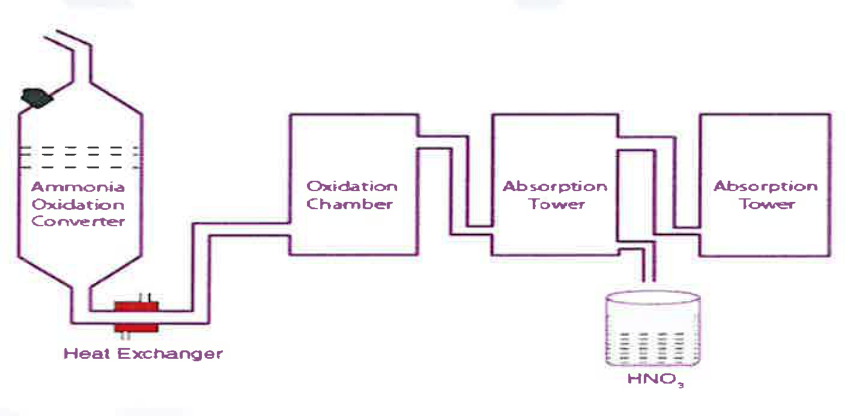 Ammonia
Oxidation
Converter
Oxidation
Chamber
Absorption
Tower
Absorption
Tower
Heat Exchanger
HNO₃